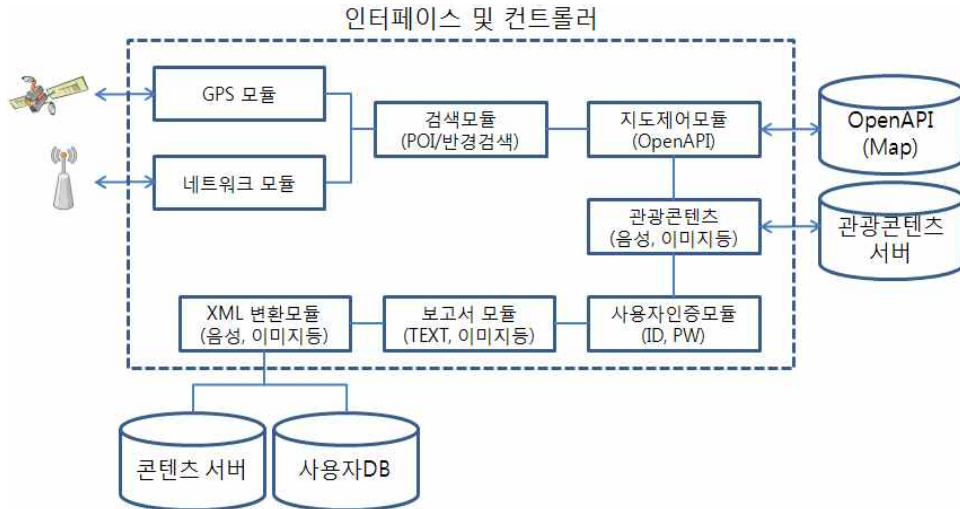 인터페이스 및 컨트롤러
GPS 모듈
네트워크 모듈
검색모듈
(POI/반경검색)
지도제어모듈
(OpenAPI)
OpenAPI
(Map)
관광콘텐츠
(음성, 이미지등)
관광콘텐츠
서버
XML 변환모듈
(음성, 이미지등)
보고서 모듈
(TEXT, 이미지등)
사용자인증모듈
(ID, PW)
콘텐츠 서버
사용자DB